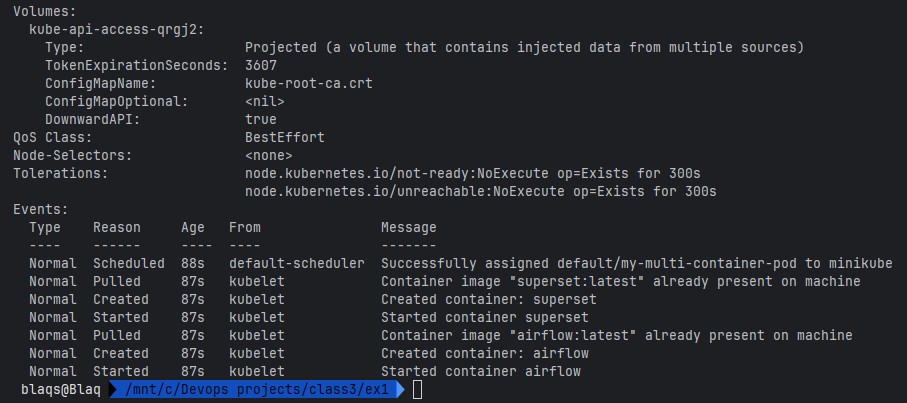 Volumes:
  kube-api-access-qrgj2:
    Type:                    Projected (a volume that contains injected data from multiple sources)
    TokenExpirationSeconds:  3607
    ConfigMapName:           kube-root-ca.crt
    ConfigMapOptional:       <nil>
    DownwardAPI:             true
QoS Class:                   BestEffort
Node-Selectors:              <none>
Tolerations:                 node.kubernetes.io/not-ready:NoExecute op=Exists for 300s
                             node.kubernetes.io/unreachable:NoExecute op=Exists for 300s
Events:
  Type    Reason     Age   From               Message
  ----    ------     ----  ----               -------
  Normal  Scheduled  88s   default-scheduler  Successfully assigned default/my-multi-container-pod to minikube
  Normal  Pulled     87s   kubelet            Container image "superset:latest" already present on machine
  Normal  Created    87s   kubelet            Created container: superset
  Normal  Started    87s   kubelet            Started container superset
  Normal  Pulled     87s   kubelet            Container image "airflow:latest" already present on machine
  Normal  Created    87s   kubelet            Created container: airflow
  Normal  Started    87s   kubelet            Started container airflow
 blaqs@Blaq  /mnt/c/Devops projects/class3/ex1